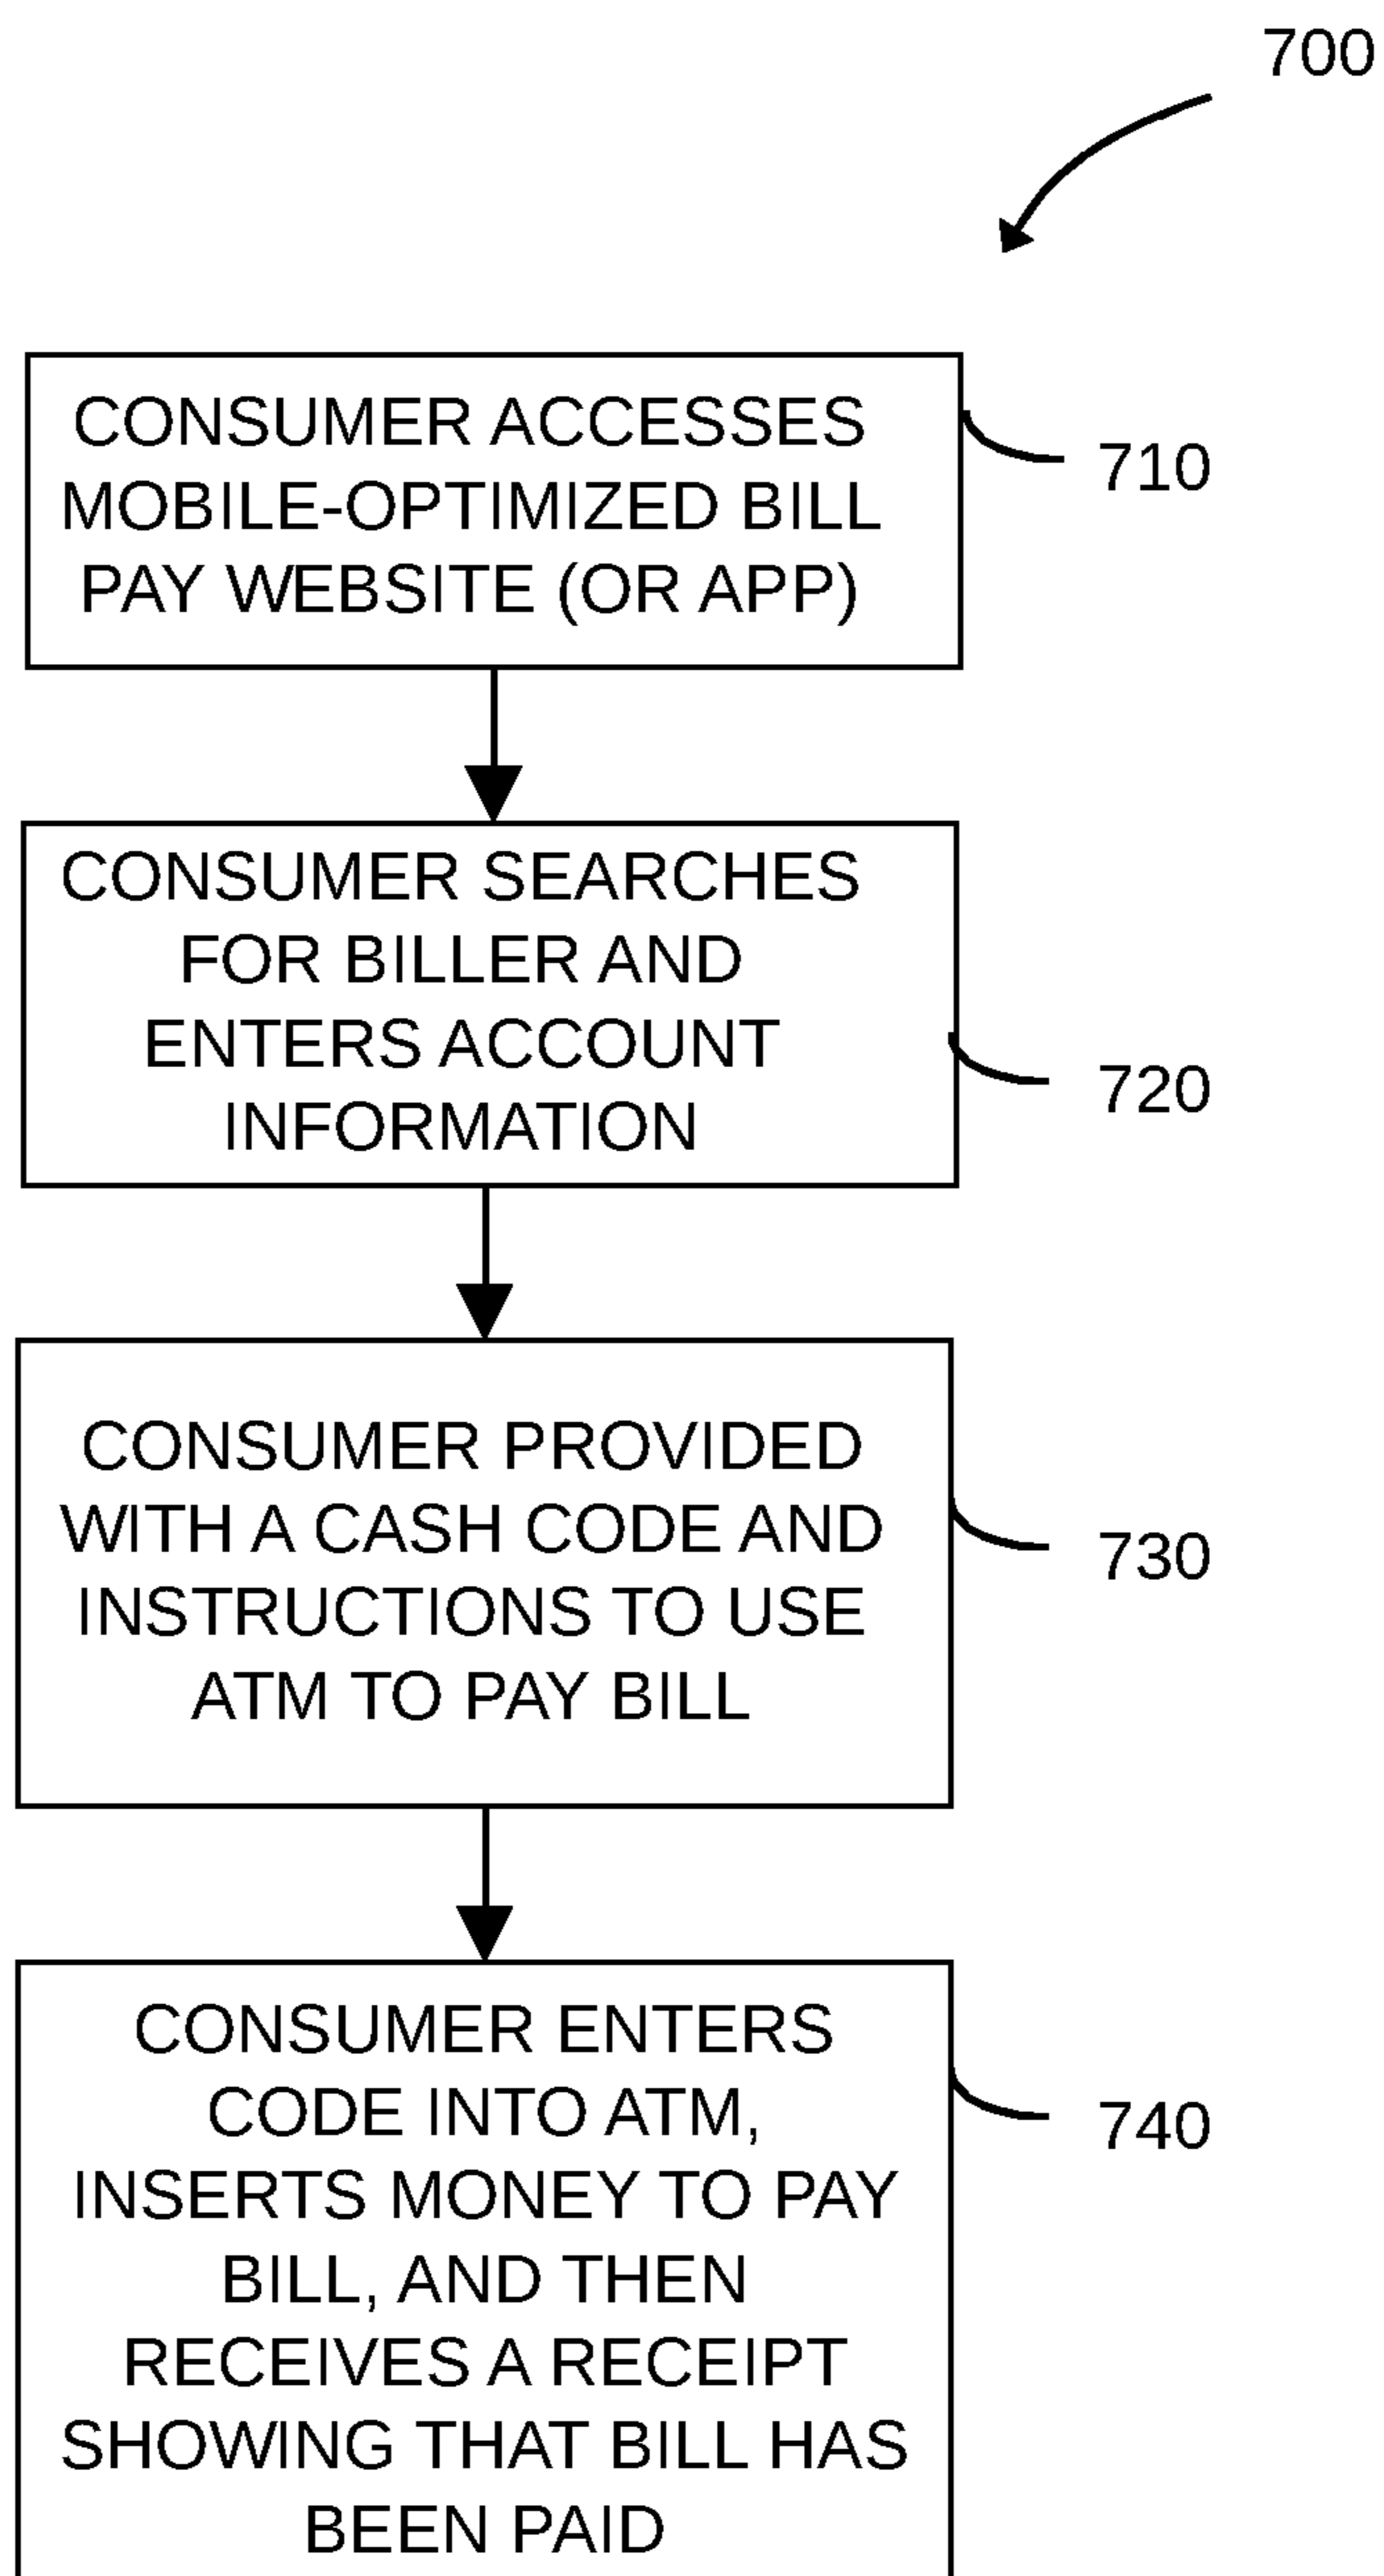 700
CONSUMER ACCESSES
MOBILE-OPTIMIZED BILL
PAY WEBSITE (OR APP)
710
CONSUMER SEARCHES
FOR BILLER AND
ENTERS ACCOUNT
INFORMATION
720
CONSUMER PROVIDED
WITH A CASH CODE AND
INSTRUCTIONS TO USE
ATM TO PAY BILL
730
CONSUMER ENTERS
CODE INTO ATM,
INSERTS MONEY TO PAY
BILL, AND THEN
RECEIVES A RECEIPT
SHOWING THAT BILL HAS
BEEN PAID
740